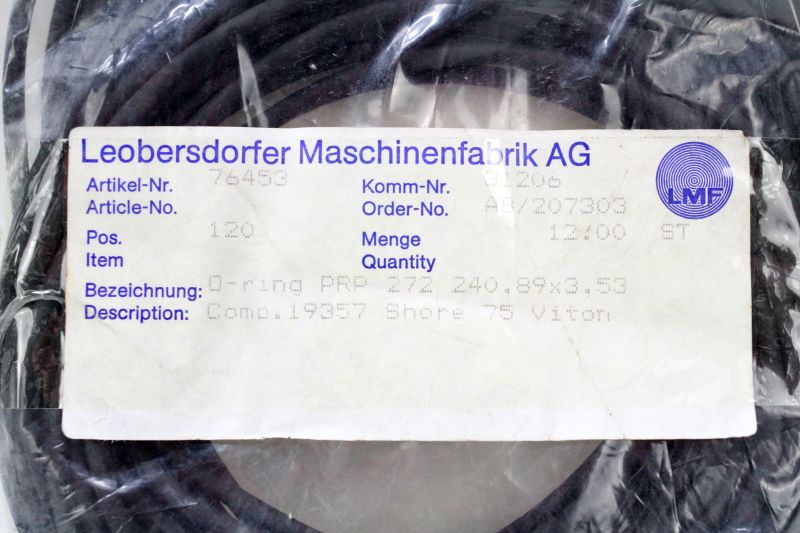 Leobersdorfer Maschinenfabrik AG
LMF
Artikel-Nr. 76453 Komm-Nr. 31206
Article-No. Order-No. AB/207303
Pos. 120 Menge 12.00 ST
Item Quantity
Bezeichnung: O-ring PRP 272 240.89x3.53
Description: Comp.19357 Shore 75 Viton